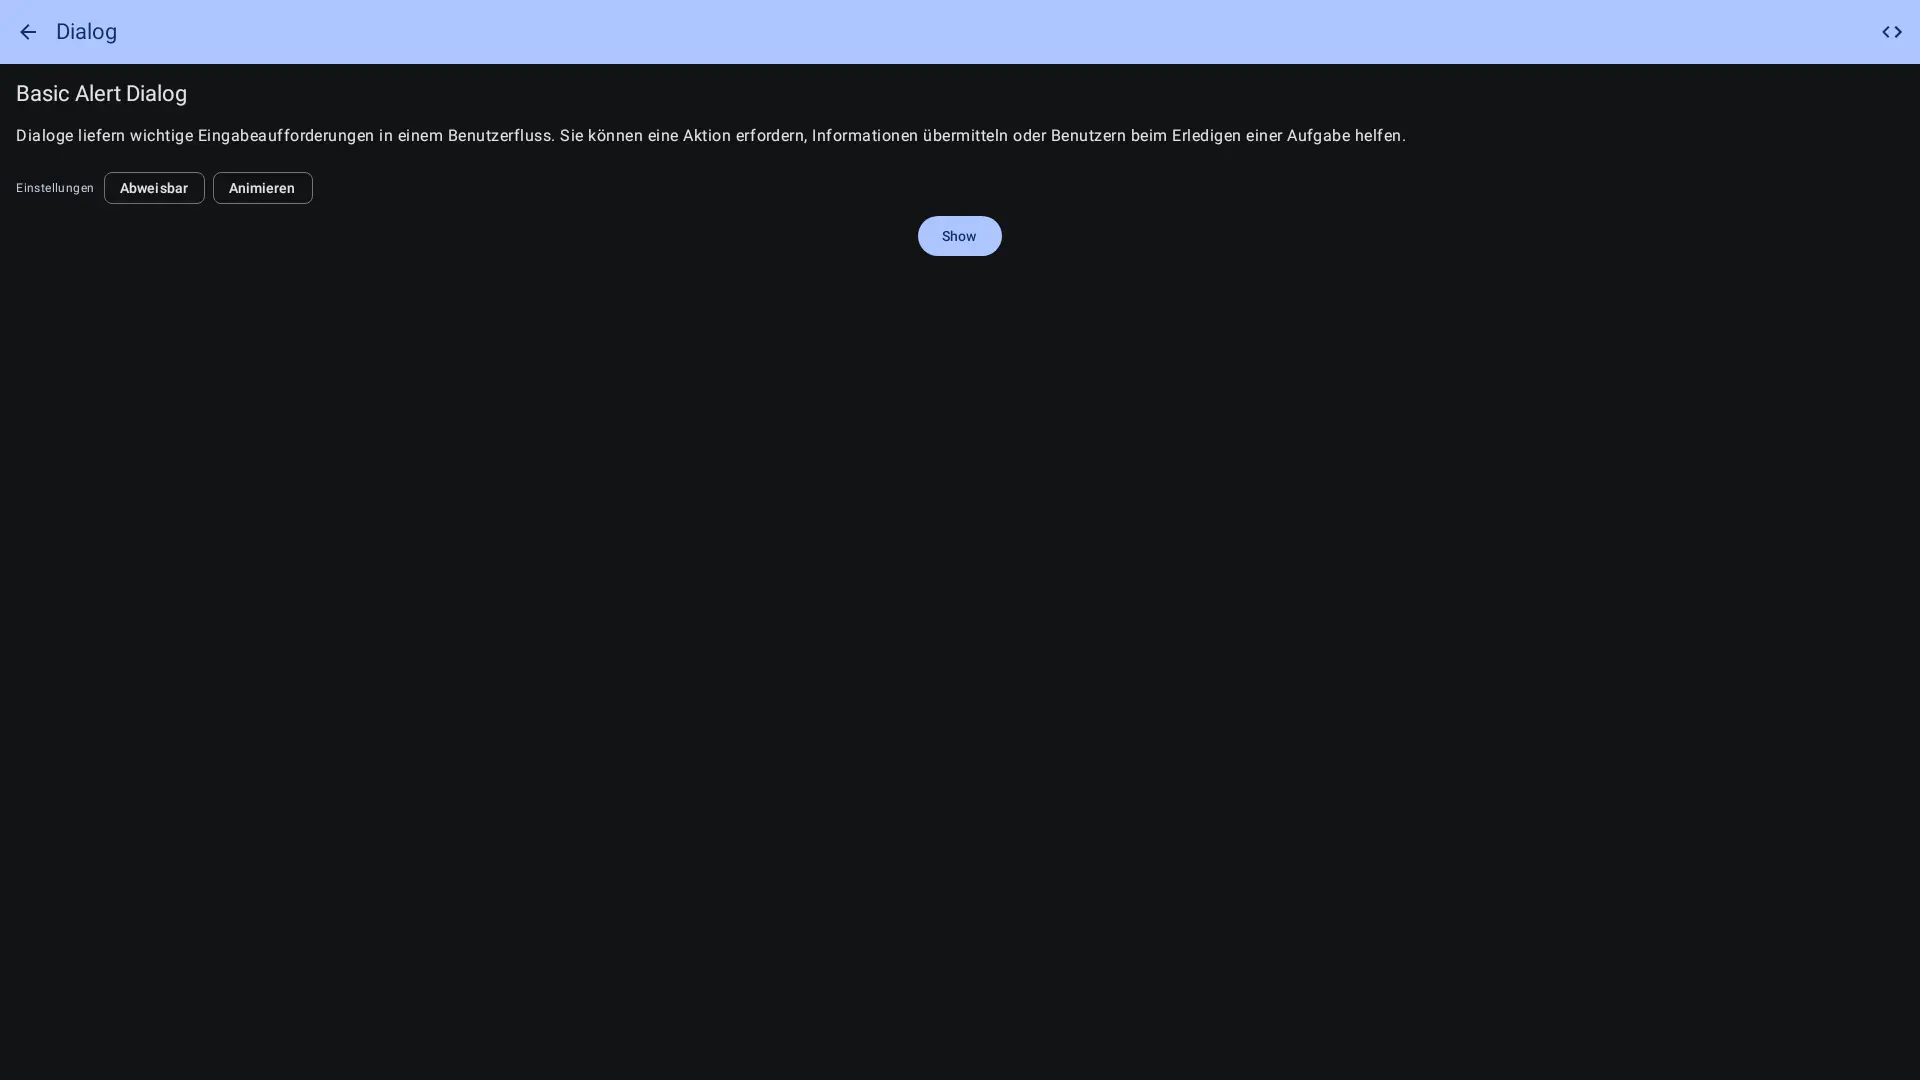 Dialog
Basic Alert Dialog
Dialoge liefern wichtige Eingabeaufforderungen in einem Benutzerfluss. Sie können eine Aktion erfordern, Informationen übermitteln oder Benutzern beim Erledigen einer Aufgabe helfen.
Einstellungen Abweisbar Animieren
Show